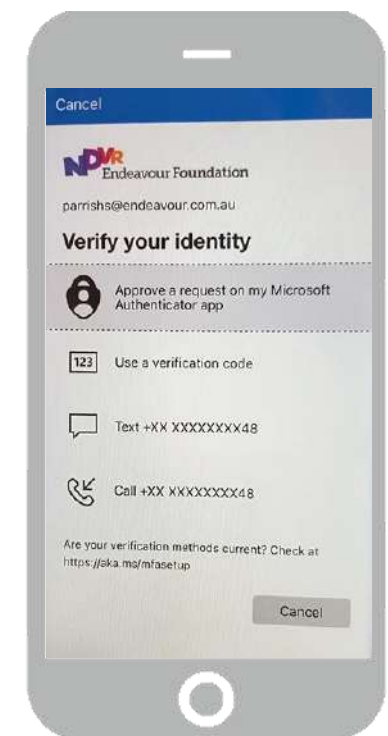 Cancel
NDVR
Endeavour Foundation
parrishs@endeavour.com.au
Verify your identity
Approve a request on my Microsoft
Authenticator app
123
Use a verification code
Text +XX XXXXXXXX48
Call +XX XXXXXXXX48
Are your verification methods current? Check at
https://aka.ms/mfasetup
Cancel